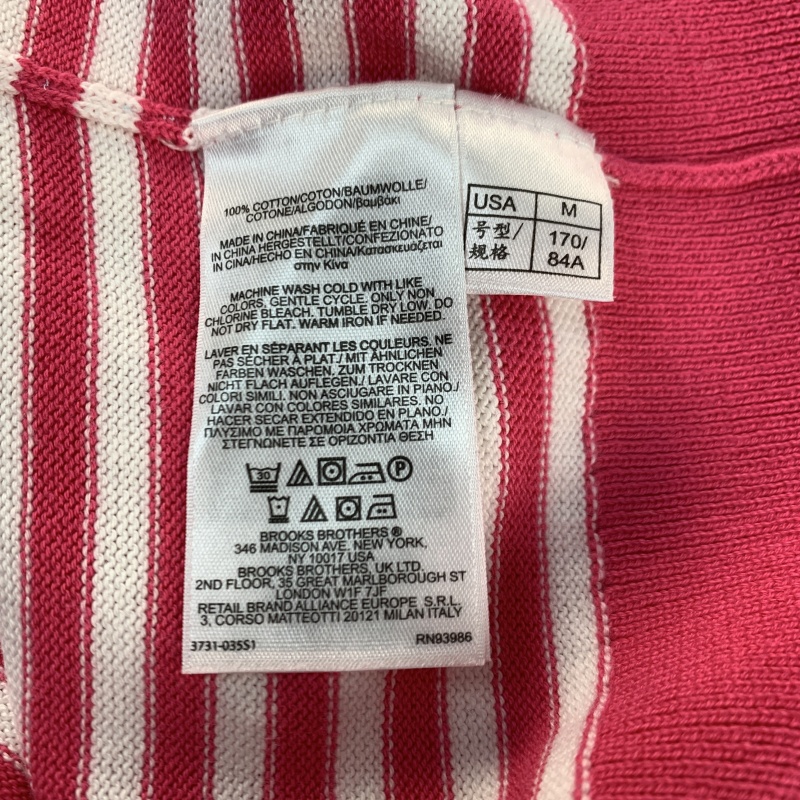 100% COTTON/COTON/BAUMWOLLE/
COTONE/ALGODON/Βαμβάκι
MADE IN CHINA/FABRIQUÉ EN CHINE/
IN CHINA HERGESTELLT/CONFEZIONATO
IN CINA/HECHO EN CHINA/Κατασκευάζεται
στην Κίνα
MACHINE WASH COLD WITH LIKE
COLORS, GENTLE CYCLE. ONLY NON
CHLORINE BLEACH. TUMBLE DRY LOW. DO
NOT DRY FLAT. WARM IRON IF NEEDED.
LAVER EN SÉPARANT LES COULEURS. NE
PAS SÉCHER À PLAT./ MIT ÄHNLICHEN
FARBEN WASCHEN. ZUM TROCKNEN
NICHT FLACH AUFLEGEN./ LAVARE CON
COLORI SIMILI. NON ASCIUGARE IN PIANO./
LAVAR CON COLORES SIMILARES. NO
HACER SECAR EXTENDIDO EN PLANO./
ΠΛΥΣΙΜΟ ΜΕ ΠΑΡΟΜΟΙΑ ΧΡΩΜΑΤΑ ΜΗΝ
ΣΤΕΓΝΩΝΕΤΕ ΣΕ ΟΡΙΖΟΝΤΙΑ ΘΕΣΗ
30 P
BROOKS BROTHERS ®
346 MADISON AVE. NEW YORK,
NY 10017 USA
BROOKS BROTHERS, UK LTD.
2ND FLOOR, 35 GREAT MARLBOROUGH ST
LONDON W1F 7JF
RETAIL BRAND ALLIANCE EUROPE S.R.L.
3, CORSO MATTEOTTI 20121 MILAN ITALY
3731-035S1 RN93986
USA M
号型/ 170/
规格 84A